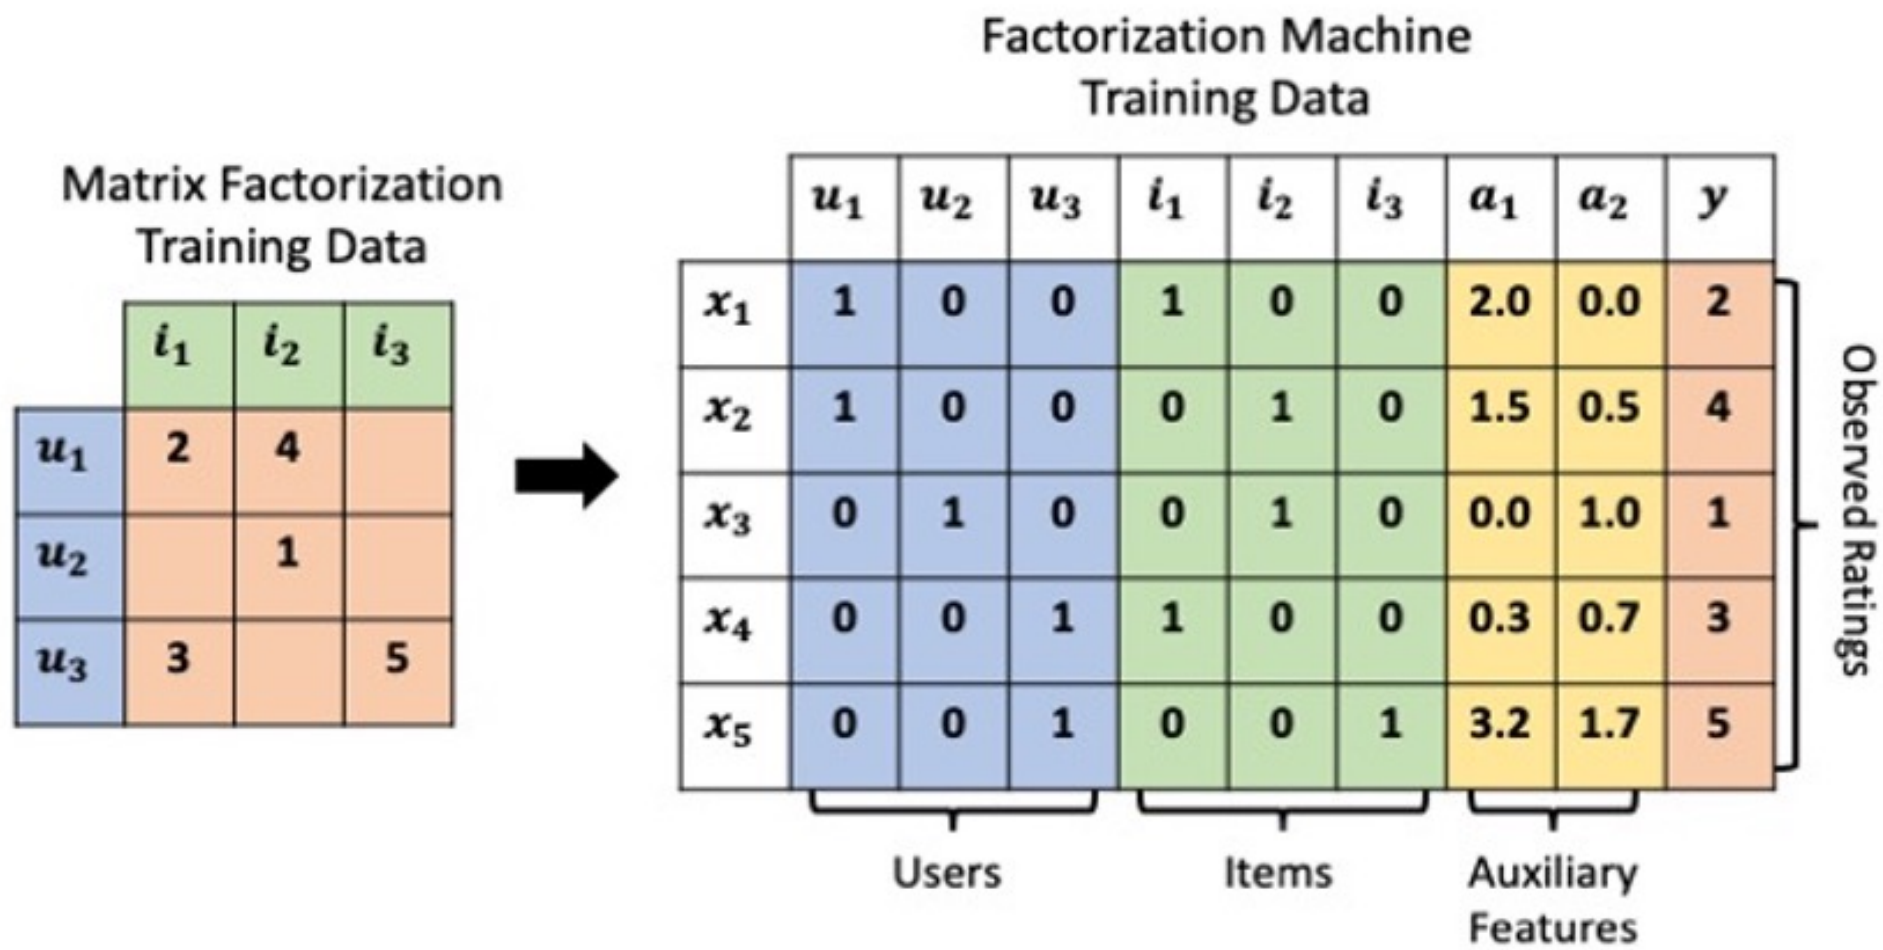 Matrix Factorization
Training Data
i₁ i₂ i₃
u₁ 2 4
u₂ 1
u₃ 3 5
Factorization Machine
Training Data
u₁ u₂ u₃ i₁ i₂ i₃ a₁ a₂ y
x₁ 1 0 0 1 0 0 2.0 0.0 2
x₂ 1 0 0 0 1 0 1.5 0.5 4
x₃ 0 1 0 0 1 0 0.0 1.0 1
x₄ 0 0 1 1 0 0 0.3 0.7 3
x₅ 0 0 1 0 0 1 3.2 1.7 5
Users
Items
Auxiliary
Features
Observed Ratings